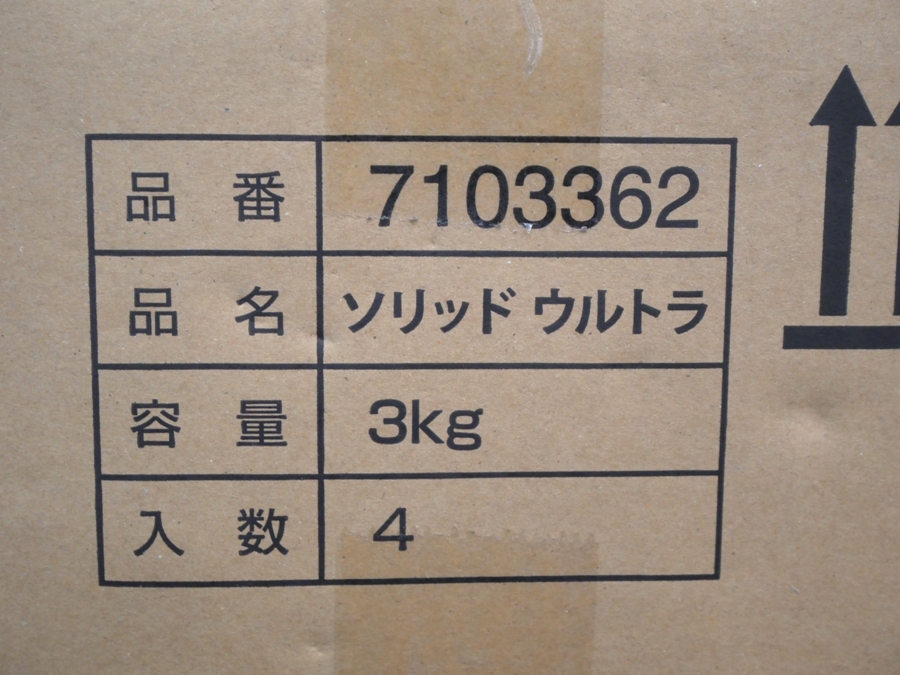 品番 7103362
品名 ソリッド ウルトラ
容量 3kg
入数 4